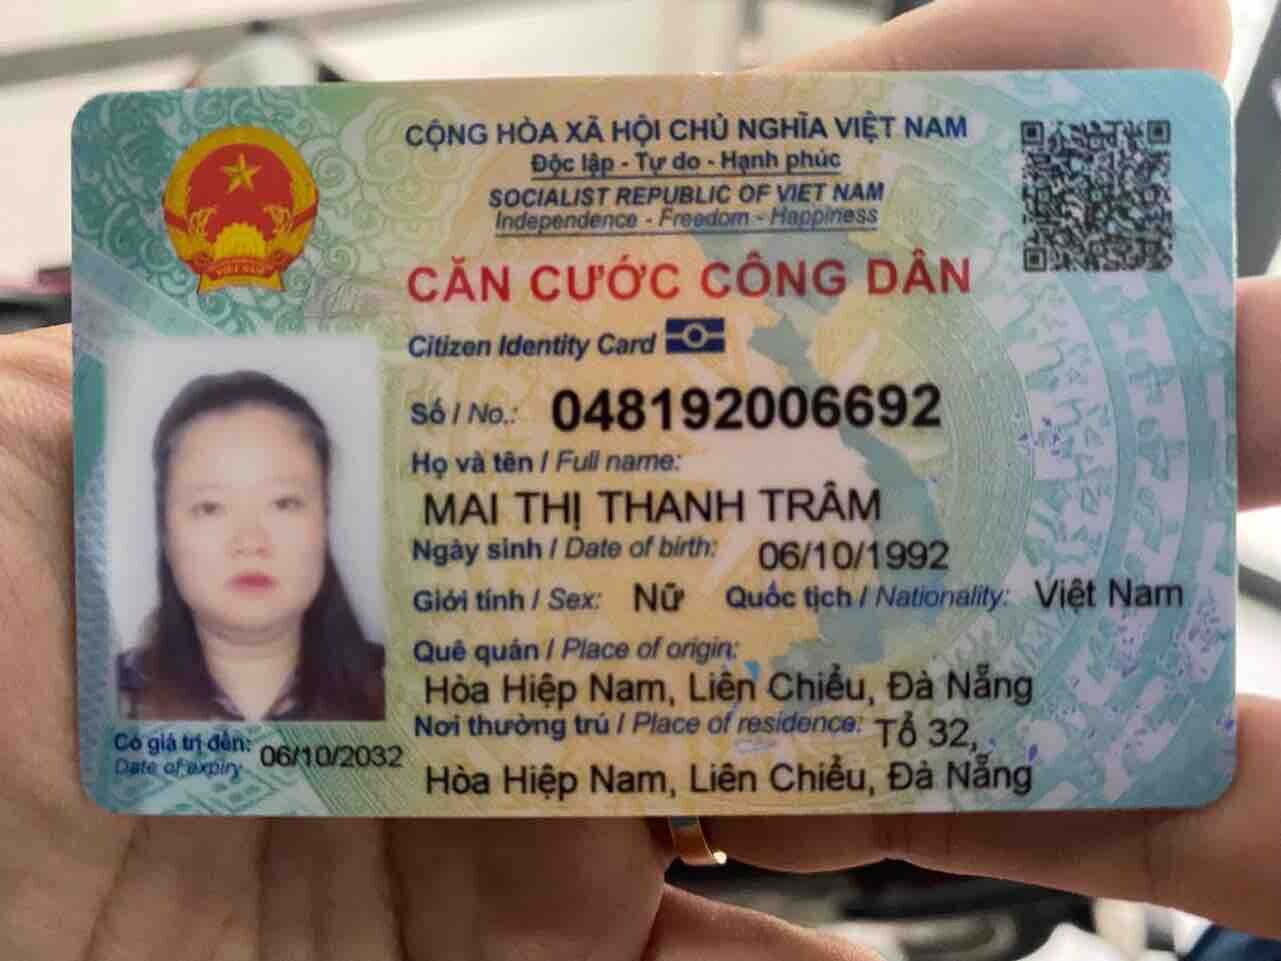 CỘNG HÒA XÃ HỘI CHỦ NGHĨA VIỆT NAM
Độc lập - Tự do - Hạnh phúc
SOCIALIST REPUBLIC OF VIET NAM
Independence - Freedom - Happiness
CĂN CƯỚC CÔNG DÂN
Citizen Identity Card
Số / No.: 048192006692
Họ và tên / Full name:
MAI THỊ THANH TRÂM
Ngày sinh / Date of birth: 06/10/1992
Giới tính / Sex: Nữ Quốc tịch / Nationality: Việt Nam
Quê quán / Place of origin:
Hòa Hiệp Nam, Liên Chiểu, Đà Nẵng
Nơi thường trú / Place of residence: Tổ 32,
Hòa Hiệp Nam, Liên Chiểu, Đà Nẵng
Có giá trị đến: 06/10/2032
Date of expiry
VIỆT NAM